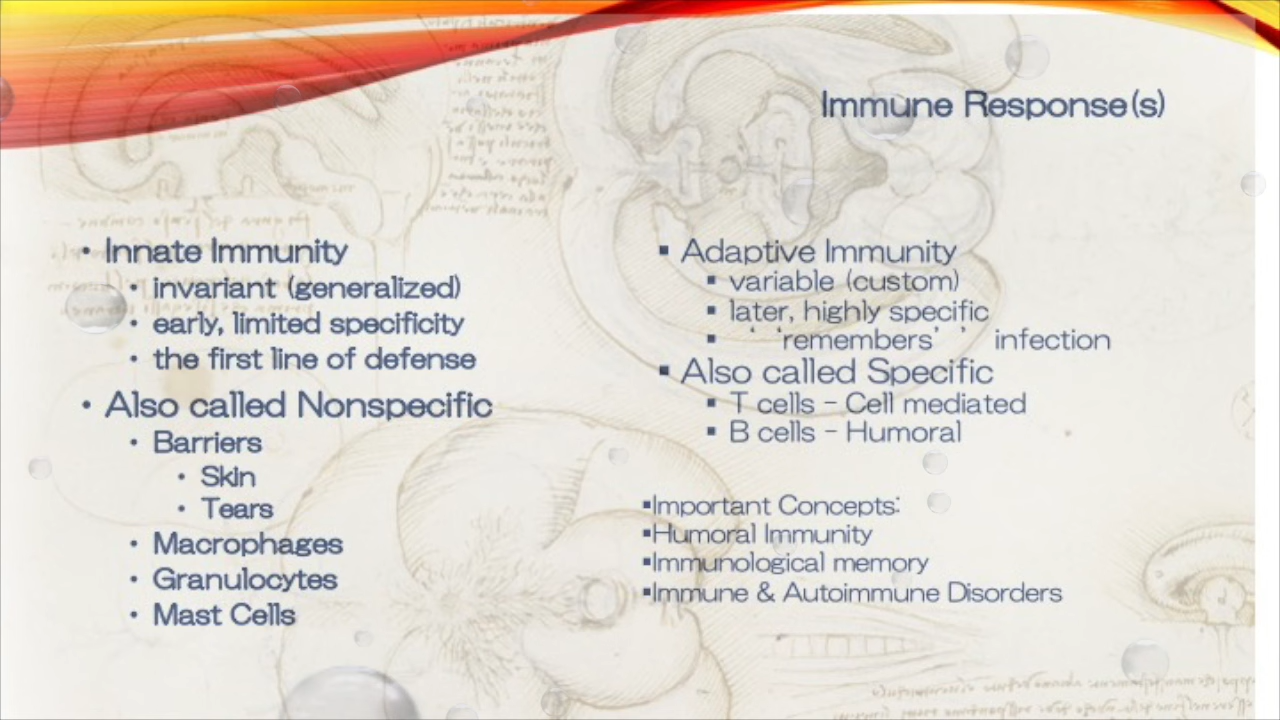 Immune Response(s)
• Innate Immunity
• invariant (generalized)
• early, limited specificity
• the first line of defense
• Also called Nonspecific
• Barriers
• Skin
• Tears
• Macrophages
• Granulocytes
• Mast Cells
▪ Adaptive Immunity
▪ variable (custom)
▪ later, highly specific
▪ ‘ ‘remembers’ ’ infection
▪ Also called Specific
▪ T cells – Cell mediated
▪ B cells – Humoral
▪Important Concepts:
▪Humoral Immunity
▪Immunological memory
▪Immune & Autoimmune Disorders